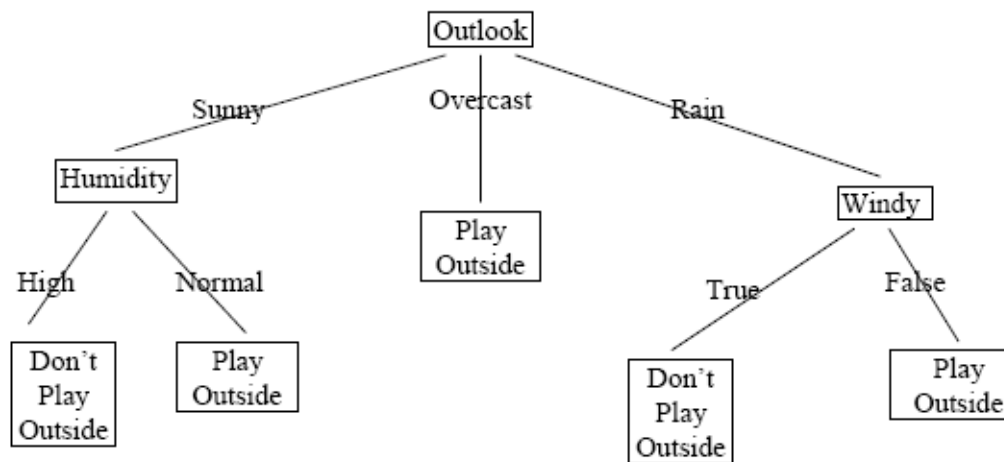 Outlook
Sunny
Overcast
Rain
Humidity
Windy
Play
Outside
High
Normal
True
False
Don’t
Play
Outside
Play
Outside
Don’t
Play
Outside
Play
Outside